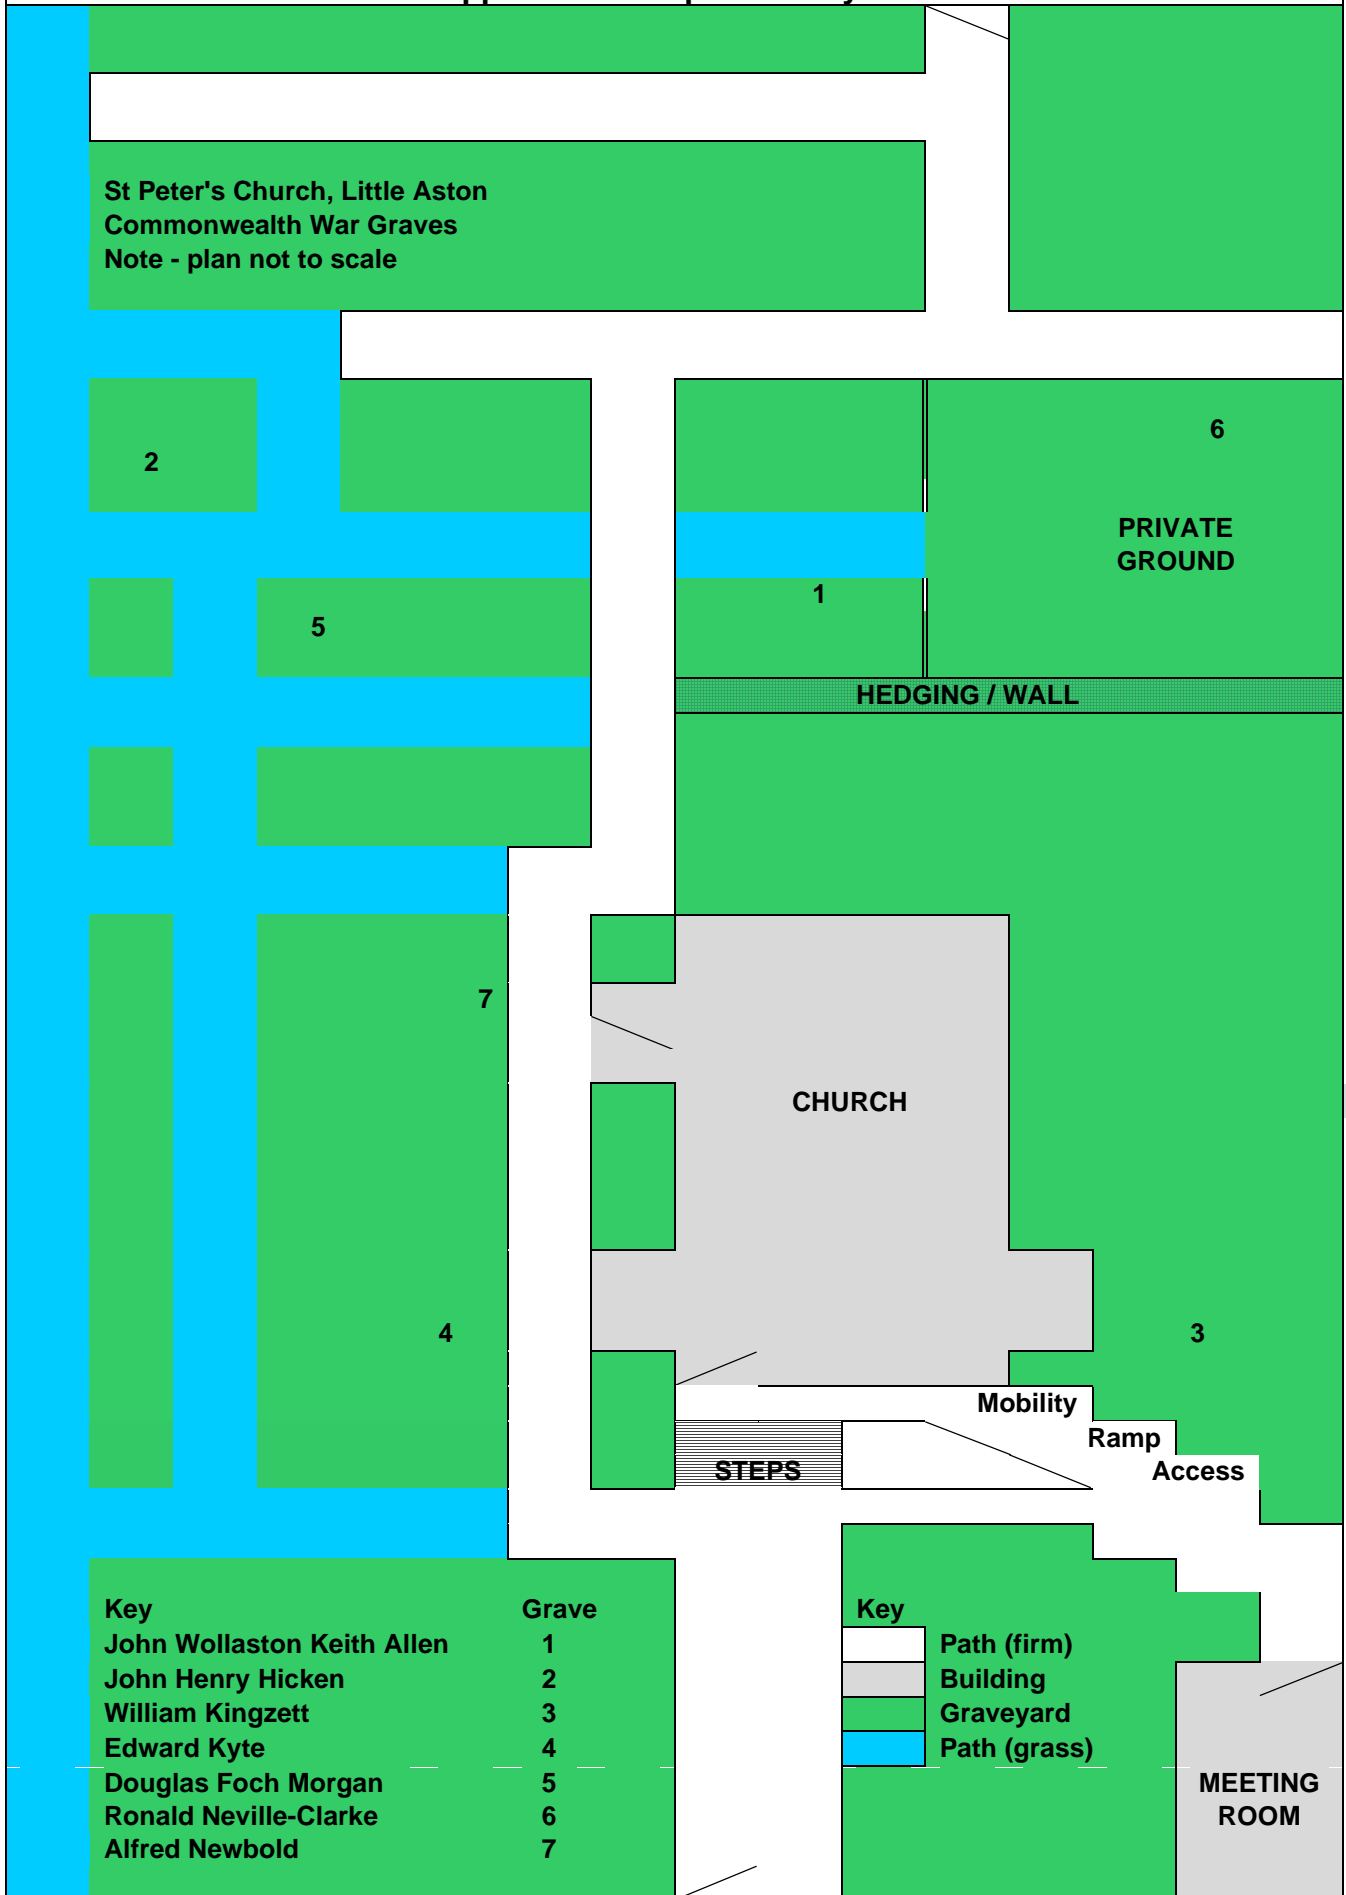 St Peter's Church, Little Aston
Commonwealth War Graves
Note - plan not to scale
6
2
PRIVATE
GROUND
1
5
HEDGING / WALL
7
CHURCH
4
3
Mobility
Ramp
Access
STEPS
Key Grave
John Wollaston Keith Allen 1
John Henry Hicken 2
William Kingzett 3
Edward Kyte 4
Douglas Foch Morgan 5
Ronald Neville-Clarke 6
Alfred Newbold 7
Key
Path (firm)
Building
Graveyard
Path (grass)
MEETING
ROOM